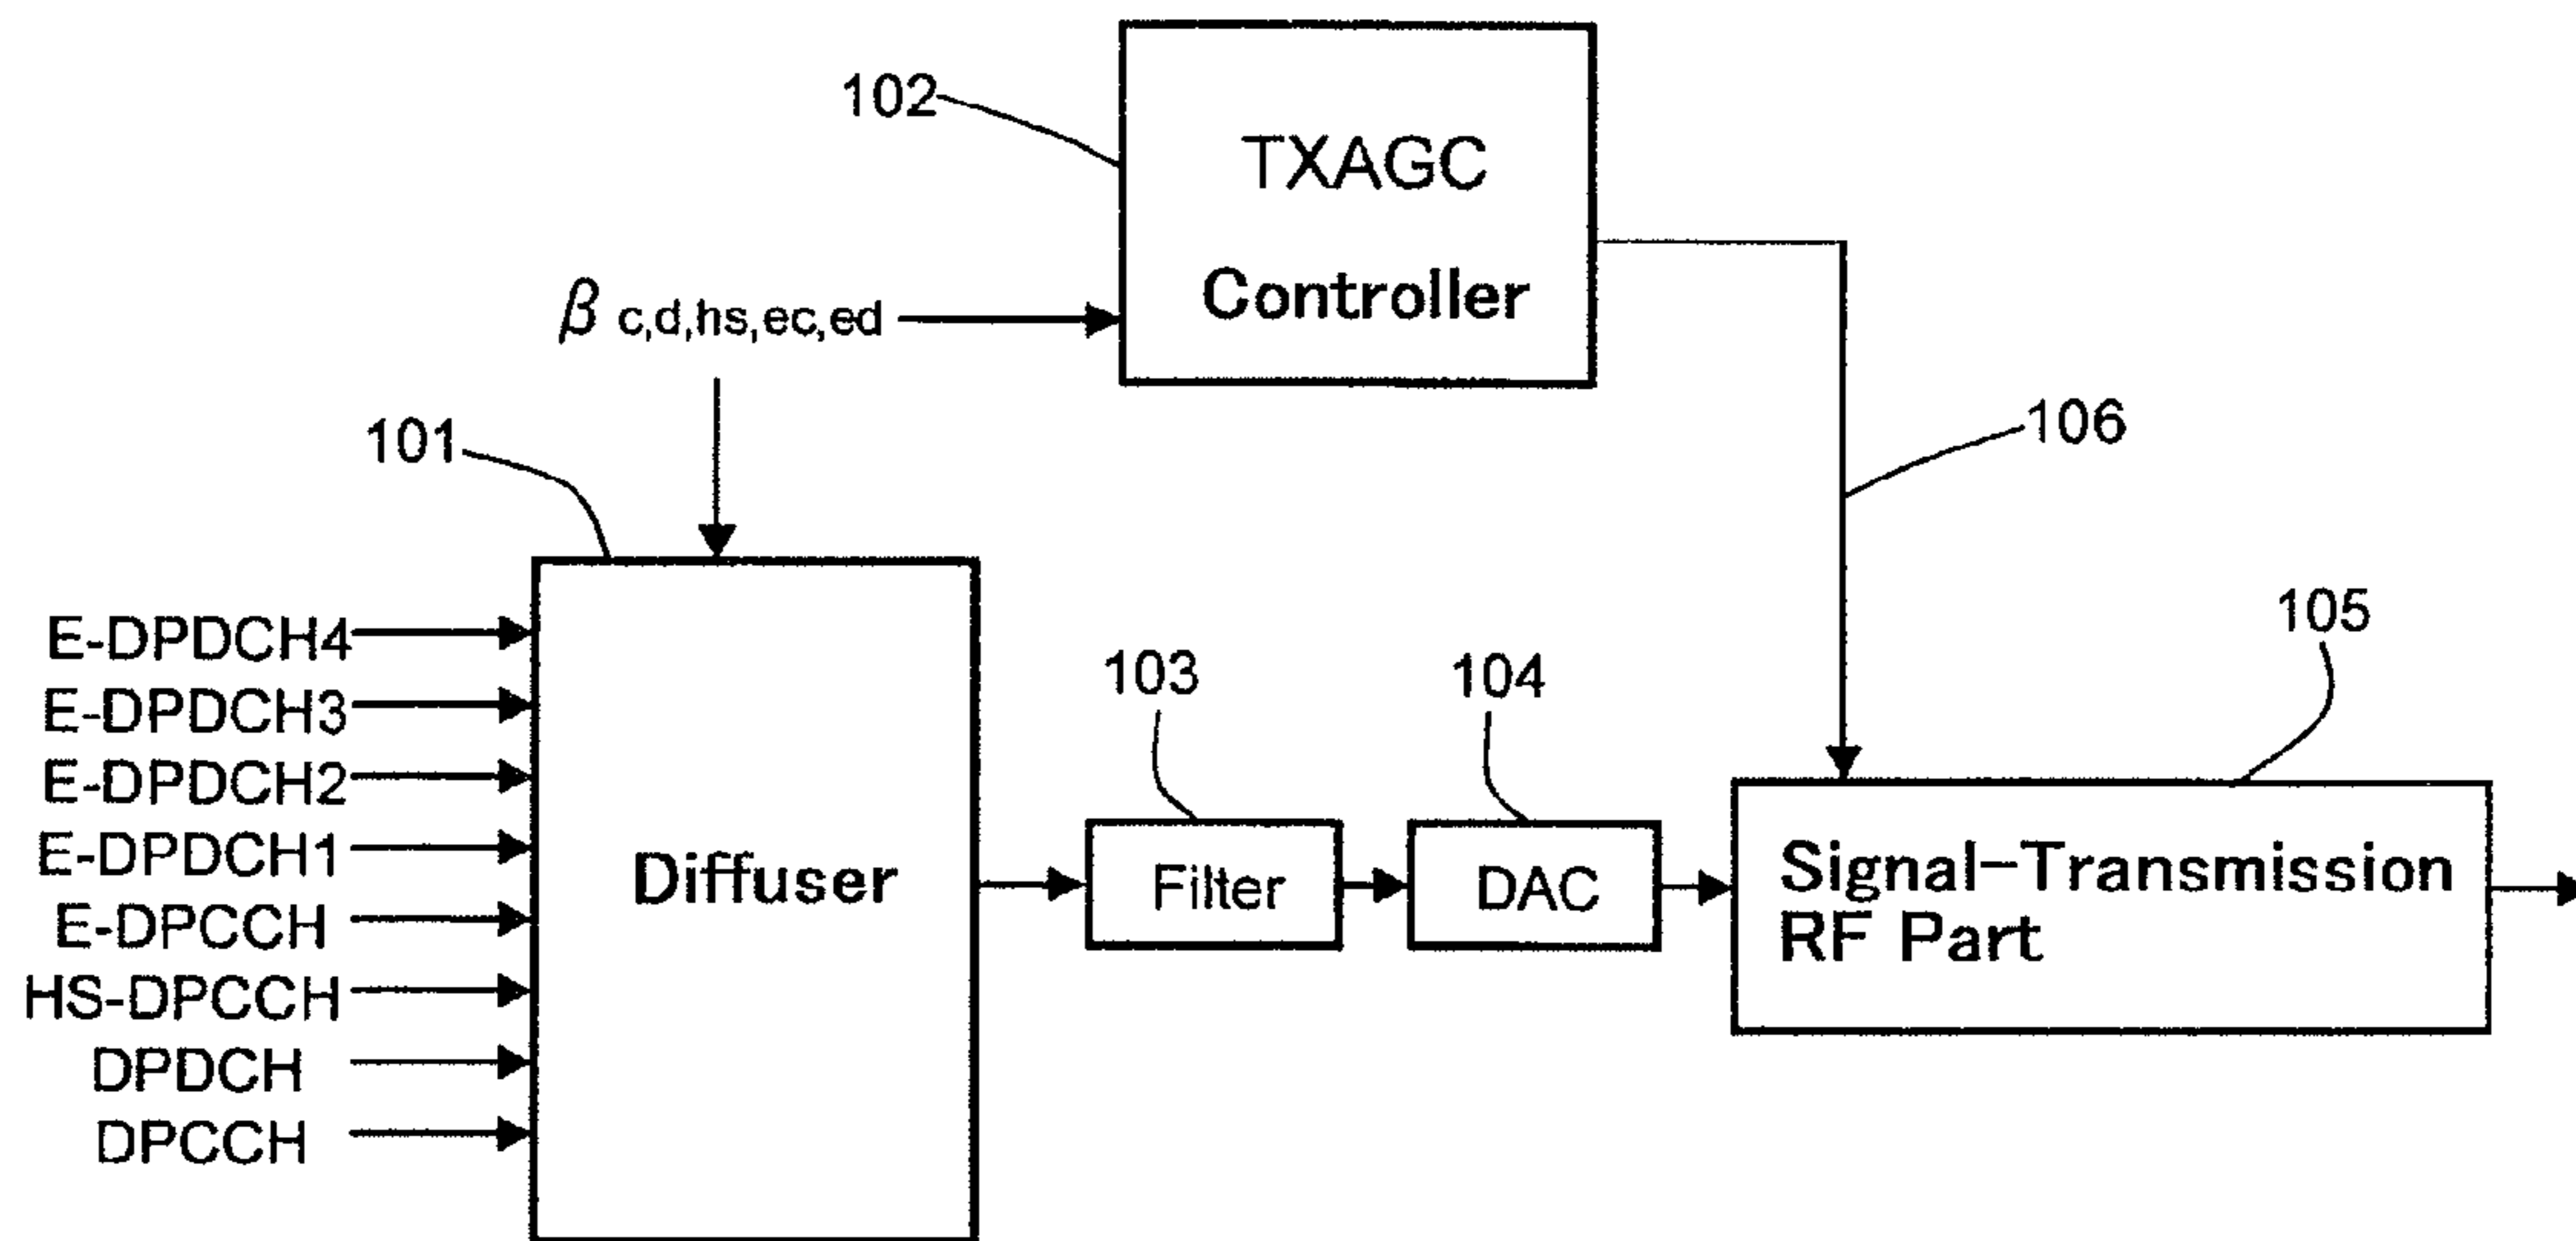 102
TXAGC
Controller
β c,d,hs,ec,ed
101
106
E-DPDCH4
E-DPDCH3
E-DPDCH2
E-DPDCH1
E-DPCCH
HS-DPCCH
DPDCH
DPCCH
Diffuser
103
Filter
104
DAC
105
Signal-Transmission
RF Part